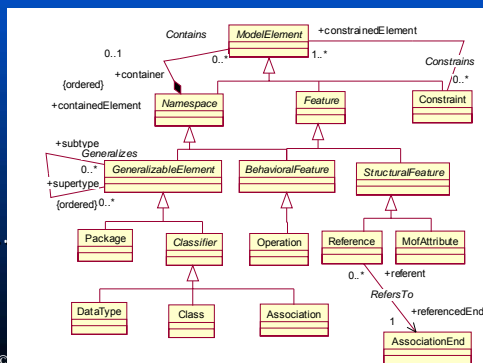 Contains
ModelElement
+constrainedElement
0..1
0..*
1..*
Constrains
{ordered}
+container
0..*
+containedElement
Namespace
Feature
Constraint
+subtype
Generalizes
0..*
GeneralizableElement
BehavioralFeature
StructuralFeature
+supertype
{ordered}
0..*
Package
Classifier
Operation
Reference
MofAttribute
0..*
+referent
RefersTo
DataType
Class
Association
1
+referencedEnd
AssociationEnd
©